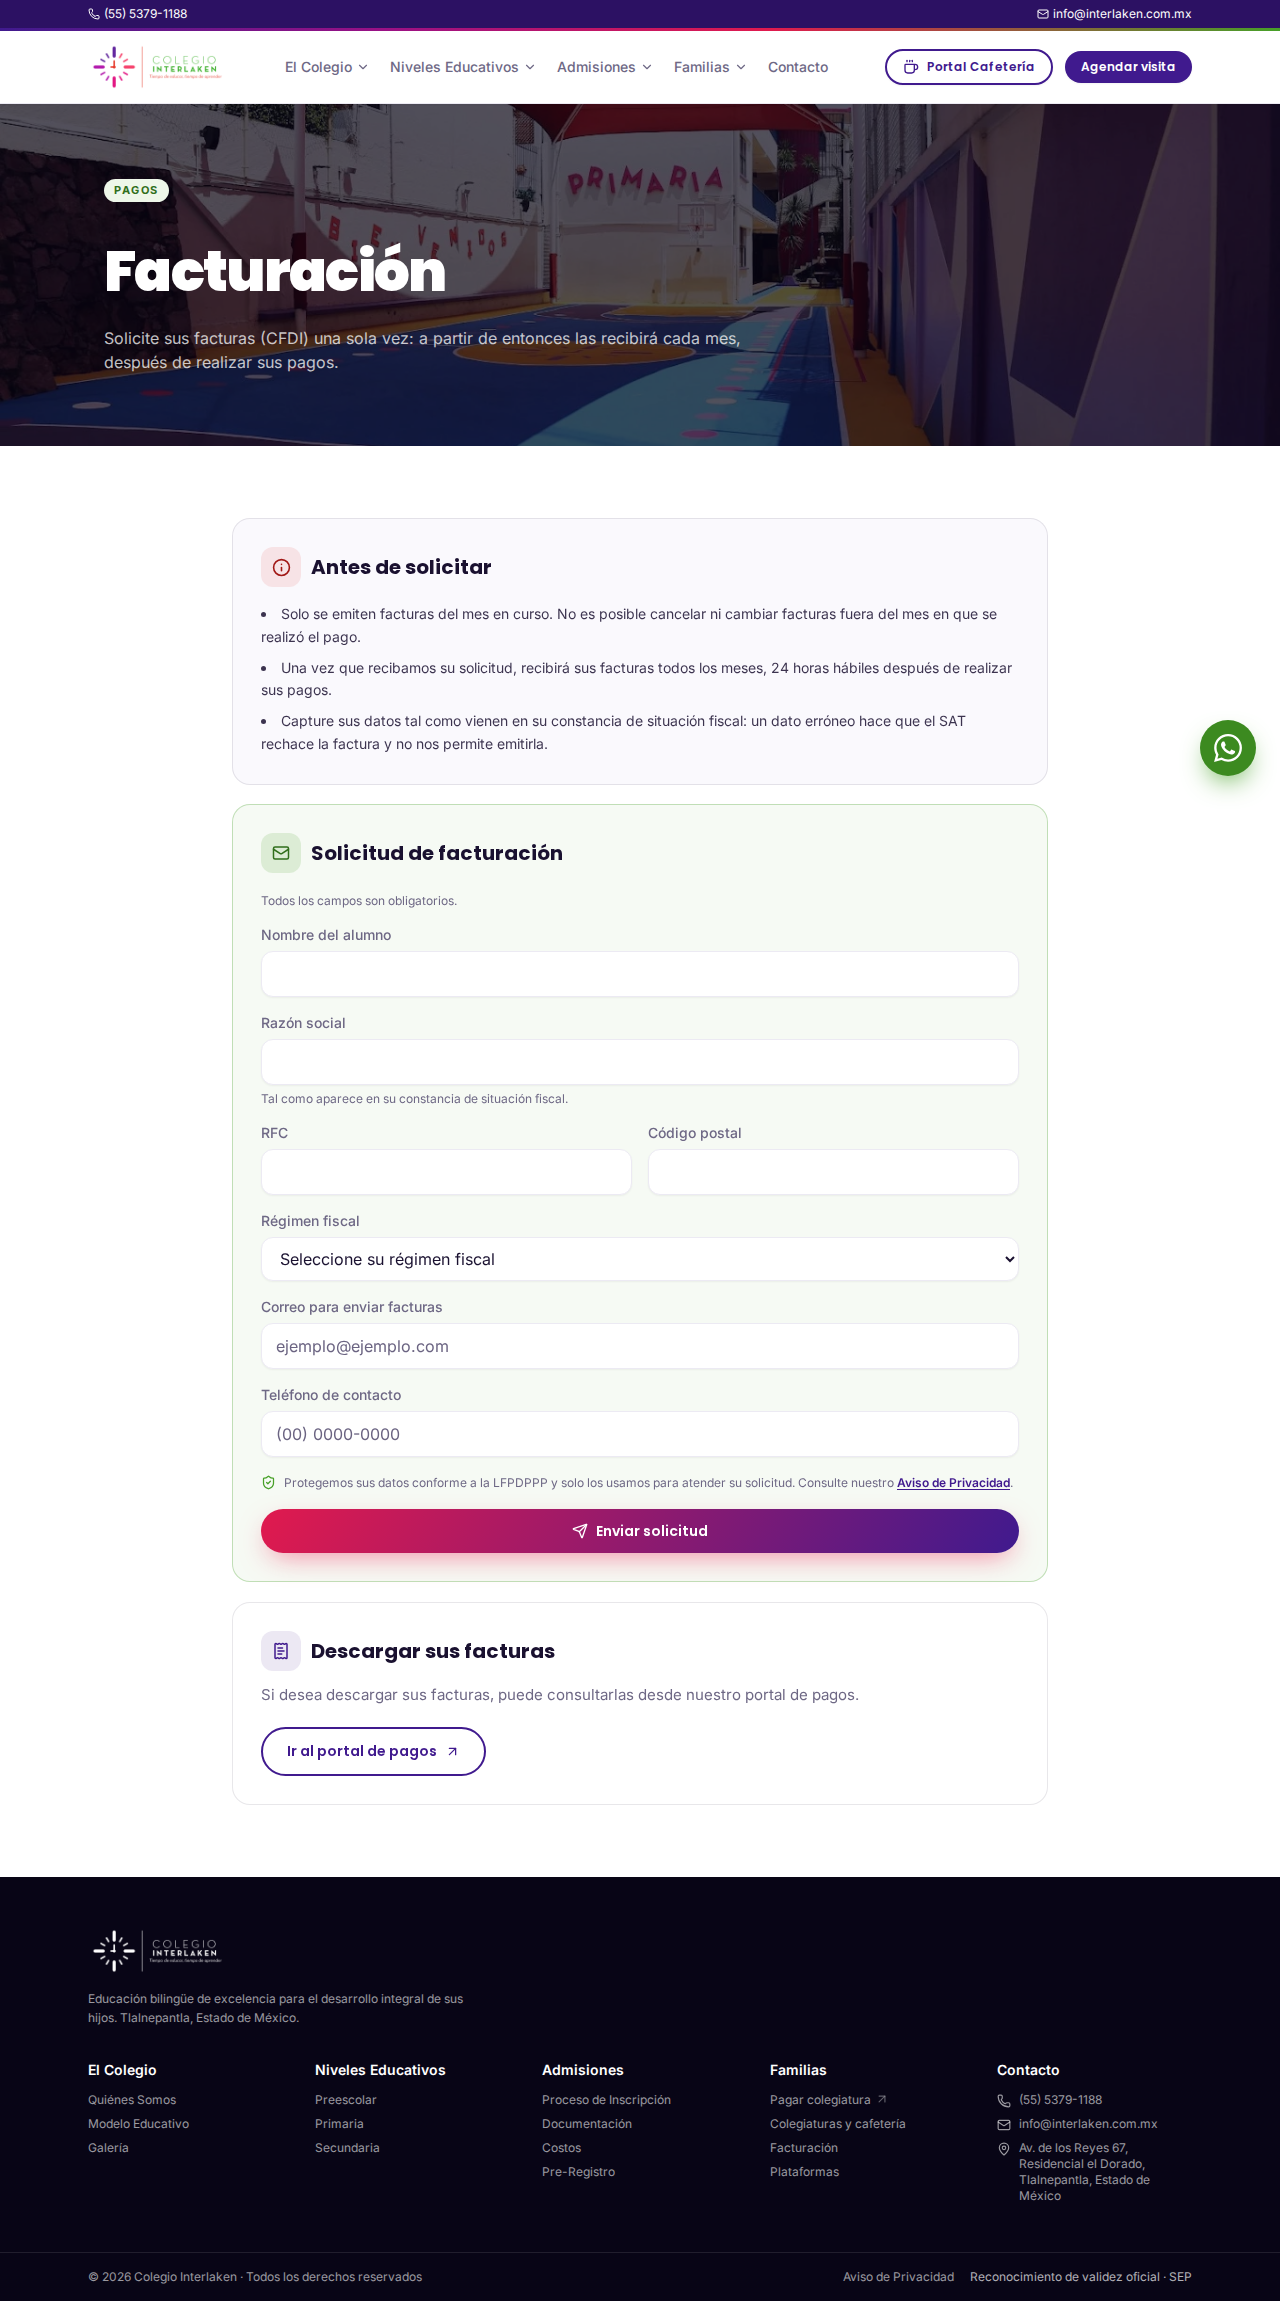 (55) 5379-1188
info@interlaken.com.mx
COLEGIO
INTERLAKEN
Tiempo de educar, tiempo de aprender
El Colegio
Niveles Educativos
Admisiones
Familias
Contacto
Portal Cafetería
Agendar visita
PRIMARIA
BIENVENIDOS
PAGOS
Facturación
Solicite sus facturas (CFDI) una sola vez: a partir de entonces las recibirá cada mes,
después de realizar sus pagos.
Antes de solicitar
• Solo se emiten facturas del mes en curso. No es posible cancelar ni cambiar facturas fuera del mes en que se
realizó el pago.
• Una vez que recibamos su solicitud, recibirá sus facturas todos los meses, 24 horas hábiles después de realizar
sus pagos.
• Capture sus datos tal como vienen en su constancia de situación fiscal: un dato erróneo hace que el SAT
rechace la factura y no nos permite emitirla.
Solicitud de facturación
Todos los campos son obligatorios.
Nombre del alumno
Razón social
Tal como aparece en su constancia de situación fiscal.
RFC
Código postal
Régimen fiscal
Seleccione su régimen fiscal
Correo para enviar facturas
ejemplo@ejemplo.com
Teléfono de contacto
(00) 0000-0000
Protegemos sus datos conforme a la LFPDPPP y solo los usamos para atender su solicitud. Consulte nuestro Aviso de Privacidad.
Enviar solicitud
Descargar sus facturas
Si desea descargar sus facturas, puede consultarlas desde nuestro portal de pagos.
Ir al portal de pagos
COLEGIO
INTERLAKEN
Tiempo de educar, tiempo de aprender
Educación bilingüe de excelencia para el desarrollo integral de sus
hijos. Tlalnepantla, Estado de México.
El Colegio
Quiénes Somos
Modelo Educativo
Galería
Niveles Educativos
Preescolar
Primaria
Secundaria
Admisiones
Proceso de Inscripción
Documentación
Costos
Pre-Registro
Familias
Pagar colegiatura
Colegiaturas y cafetería
Facturación
Plataformas
Contacto
(55) 5379-1188
info@interlaken.com.mx
Av. de los Reyes 67,
Residencial el Dorado,
Tlalnepantla, Estado de
México
© 2026 Colegio Interlaken · Todos los derechos reservados
Aviso de Privacidad
Reconocimiento de validez oficial · SEP